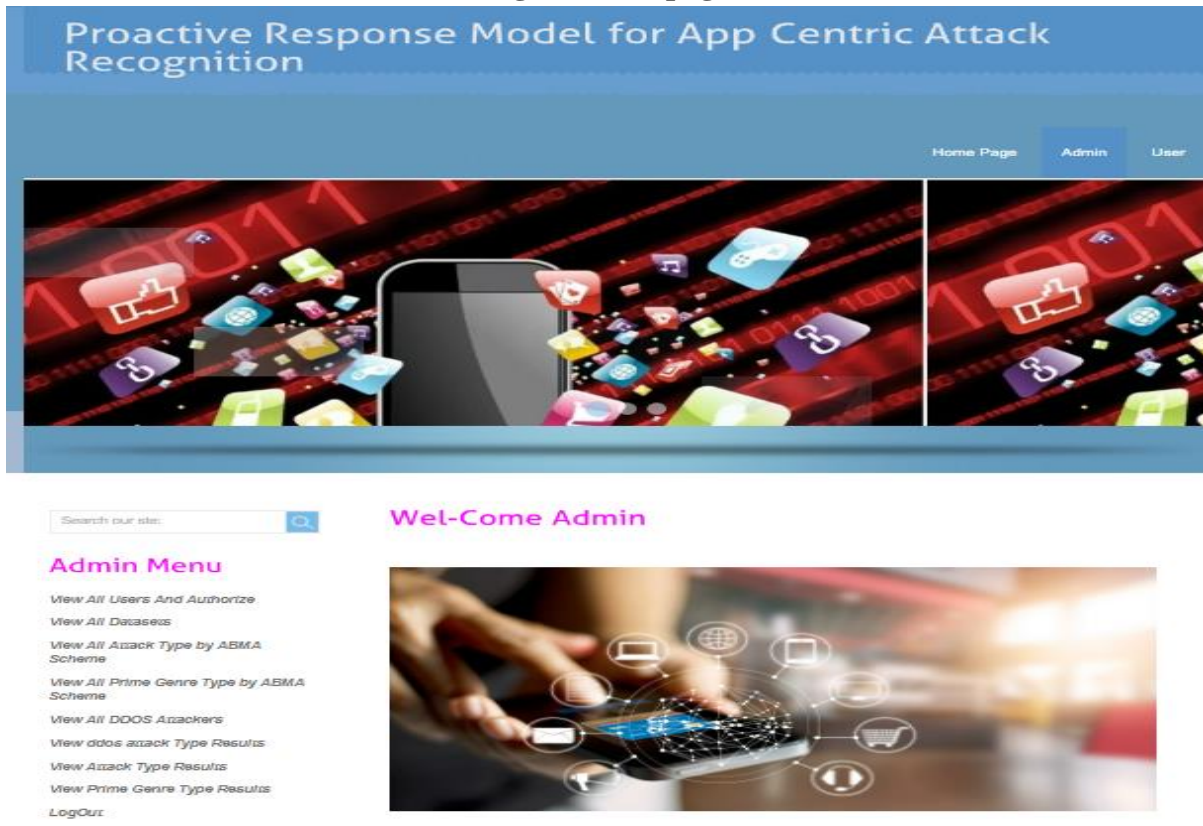 Proactive Response Model for App Centric Attack
Recognition
Home Page Admin User
Search our site:
Wel-Come Admin
Admin Menu
View All Users And Authorize
View All Datasets
View All Attack Type by ABMA
Scheme
View All Prime Genre Type by ABMA
Scheme
View All DDOS Attackers
View ddos attack Type Results
View Attack Type Results
View Prime Genre Type Results
LogOut